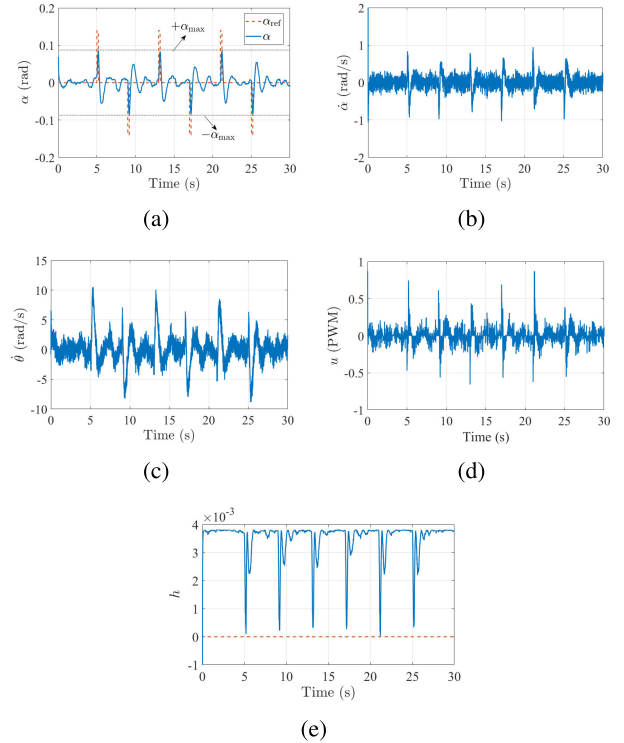 0.2
+α_max
α_ref
α
0.1
0
-0.1
−α_max
-0.2
0 5 10 15 20 25 30
α (rad)
Time (s)
(a)
2
1
0
-1
-2
0 5 10 15 20 25 30
α̇ (rad/s)
Time (s)
(b)
15
10
5
0
-5
-10
0 5 10 15 20 25 30
θ̇ (rad/s)
Time (s)
(c)
1
0.5
0
-0.5
-1
0 5 10 15 20 25 30
u (PWM)
Time (s)
(d)
×10⁻³
4
3
2
1
0
-1
0 5 10 15 20 25 30
h
Time (s)
(e)